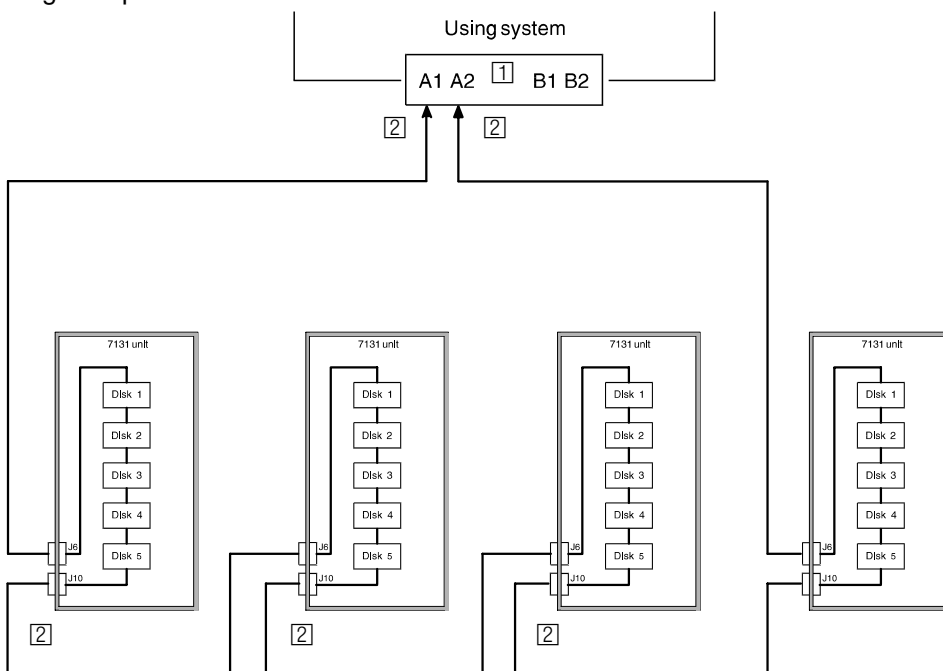 Using system
A1 A2 1 B1 B2
2 2
7131 unit 7131 unit 7131 unit 7131 unit
Disk 1 Disk 1 Disk 1 Disk 1
Disk 2 Disk 2 Disk 2 Disk 2
Disk 3 Disk 3 Disk 3 Disk 3
Disk 4 Disk 4 Disk 4 Disk 4
J6 Disk 5 J6 Disk 5 J6 Disk 5 J6 Disk 5
J10 J10 J10 J10
2 2 2